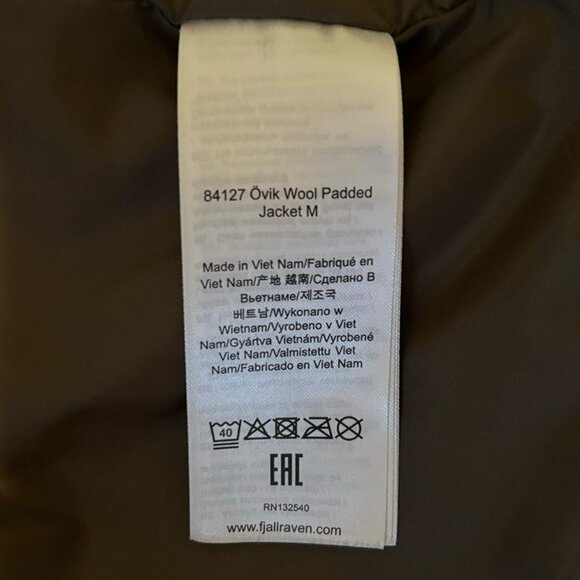 84127 Övik Wool Padded
Jacket M
Made in Viet Nam/Fabriqué en
Viet Nam/产地 越南/Сделано В
Вьетнаме/제조국
베트남/Wykonano w
Wietnam/Vyrobeno v Viet
Nam/Gyártva Vietnám/Vyrobené
Viet Nam/Valmistettu Viet
Nam/Fabricado en Viet Nam
40
EAC
RN132540
www.fjallraven.com